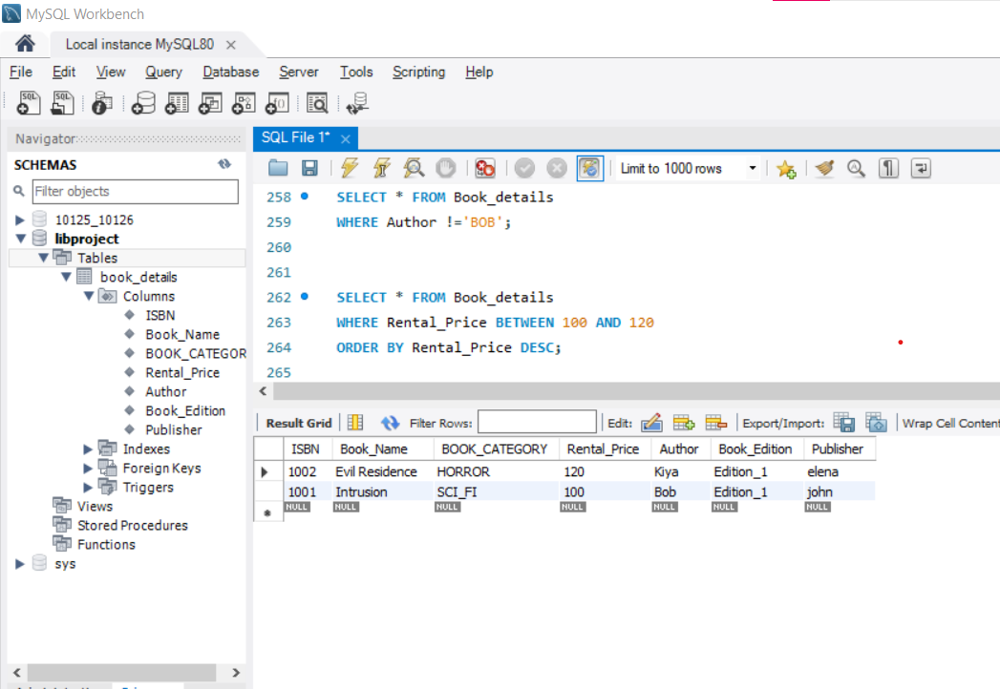 MySQL Workbench
Local instance MySQL80 ×
File Edit View Query Database Server Tools Scripting Help
Navigator
SQL File 1* ×
SCHEMAS
Filter objects
10125_10126
libproject
Tables
book_details
Columns
ISBN
Book_Name
BOOK_CATEGOR
Rental_Price
Author
Book_Edition
Publisher
Indexes
Foreign Keys
Triggers
Views
Stored Procedures
Functions
sys
Limit to 1000 rows
258 SELECT * FROM Book_details
259 WHERE Author !='BOB';
260
261
262 SELECT * FROM Book_details
263 WHERE Rental_Price BETWEEN 100 AND 120
264 ORDER BY Rental_Price DESC;
265
Result Grid Filter Rows: Edit: Export/Import: Wrap Cell Content
ISBN Book_Name BOOK_CATEGORY Rental_Price Author Book_Edition Publisher
1002 Evil Residence HORROR 120 Kiya Edition_1 elena
1001 Intrusion SCI_FI 100 Bob Edition_1 john
NULL NULL NULL NULL NULL NULL NULL